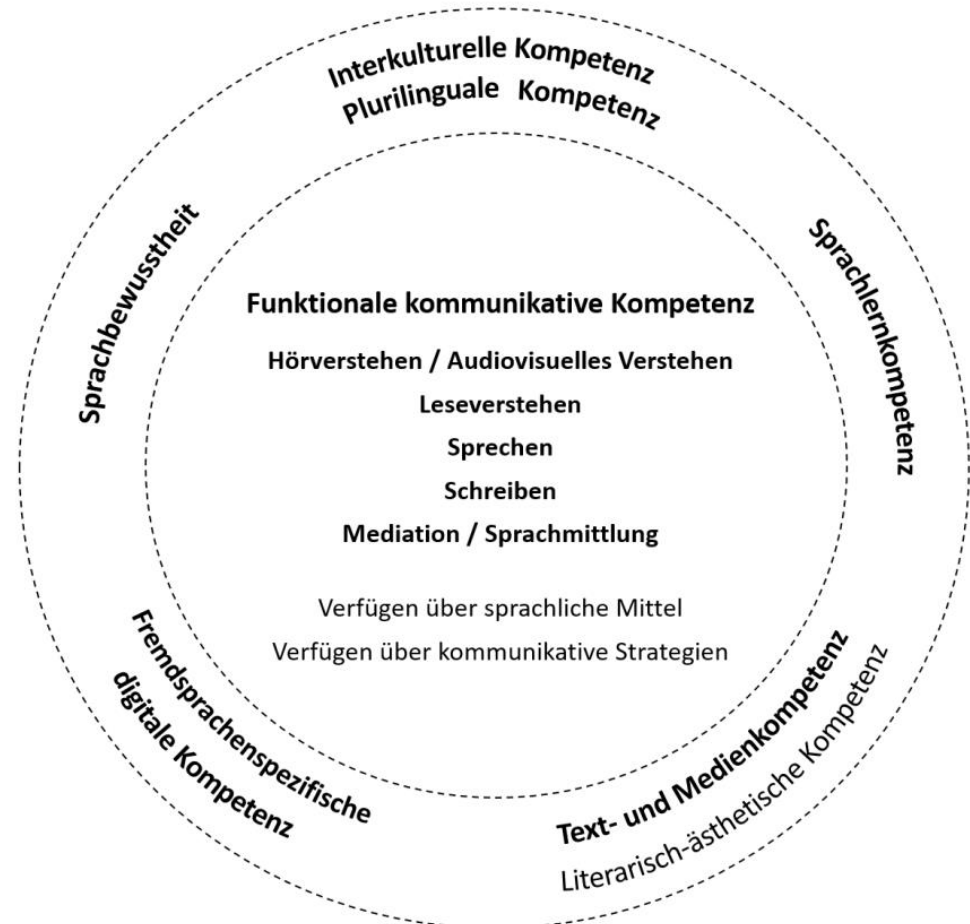 Interkulturelle Kompetenz
Plurilinguale Kompetenz
Sprachbewusstheit
Sprachlernkompetenz
Funktionale kommunikative Kompetenz
Hörverstehen / Audiovisuelles Verstehen
Leseverstehen
Sprechen
Schreiben
Mediation / Sprachmittlung
Verfügen über sprachliche Mittel
Verfügen über kommunikative Strategien
Fremdsprachenspezifische
digitale Kompetenz
Text- und Medienkompetenz
Literarisch-ästhetische Kompetenz